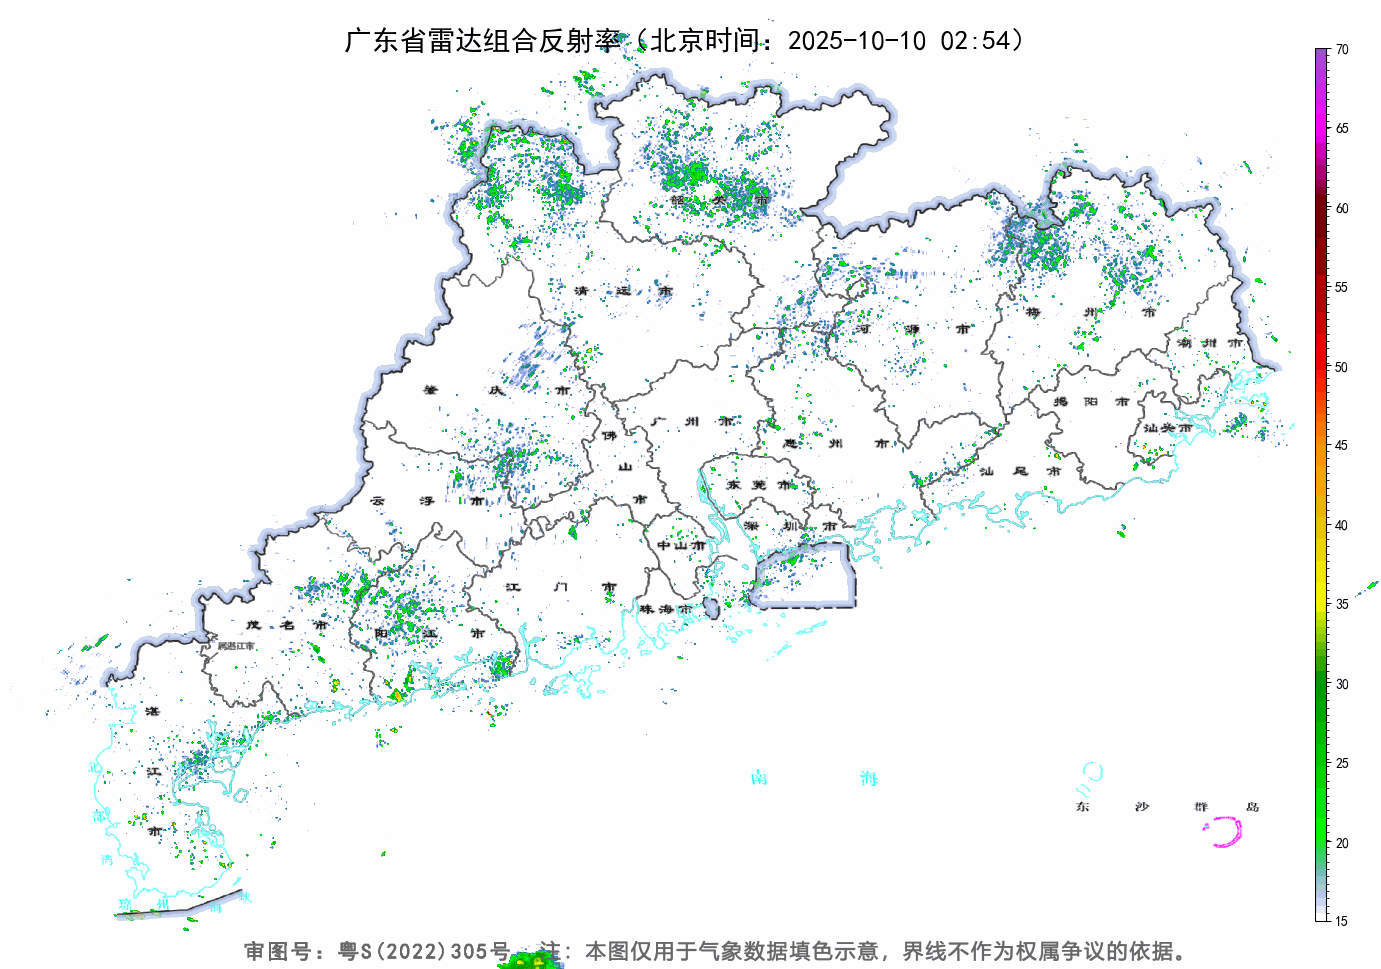 广东省雷达组合反射率（北京时间：2025-10-10 02:54）
70
65
60
55
50
45
40
35
30
25
20
15
韶关市
清远市
河源市
梅州市
潮州市
肇庆市
揭阳市
汕头市
广州市
佛山市
惠州市
汕尾市
云浮市
东莞市
深圳市
中山市
江门市
珠海市
茂名市
阳江市
属湛江市
湛江市
北部湾
琼州海峡
南海
东沙群岛
审图号：粤S(2022)305号 注：本图仅用于气象数据填色示意，界线不作为权属争议的依据。